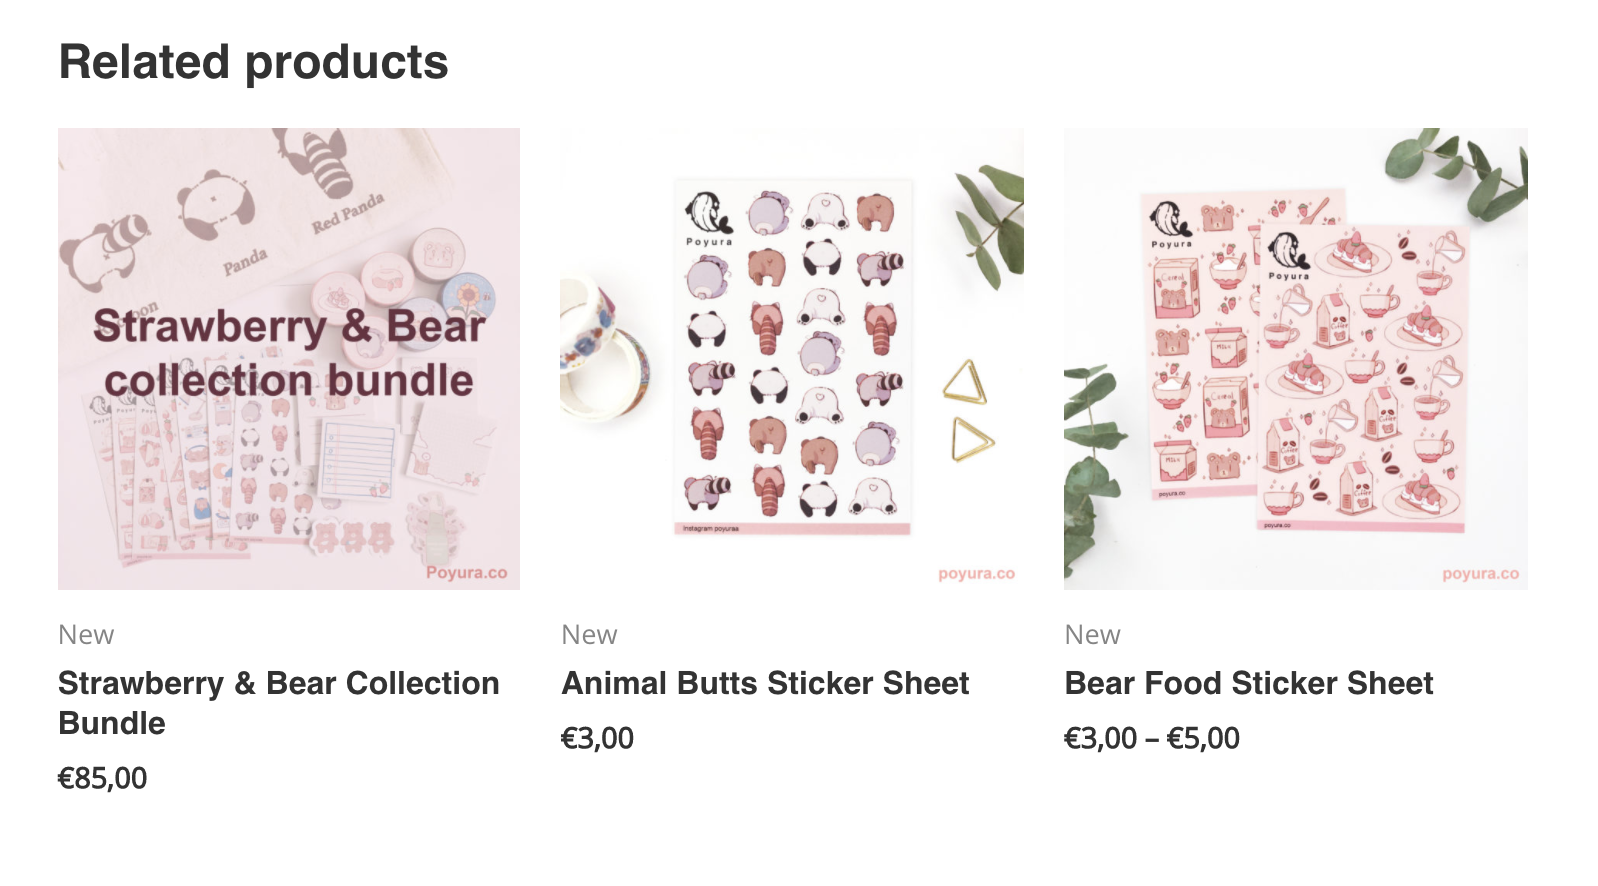 Related products
Red Panda
Panda
Strawberry & Bear
collection bundle
Poyura.co
Poyura
Instagram poyuraa
poyura.co
Poyura
Cereal
Milk
Cereal
Milk
poyura.co
Poyura
Coffee
Coffee
Coffee
poyura.co
poyura.co
New
Strawberry & Bear Collection
Bundle
€85,00
New
Animal Butts Sticker Sheet
€3,00
New
Bear Food Sticker Sheet
€3,00 – €5,00